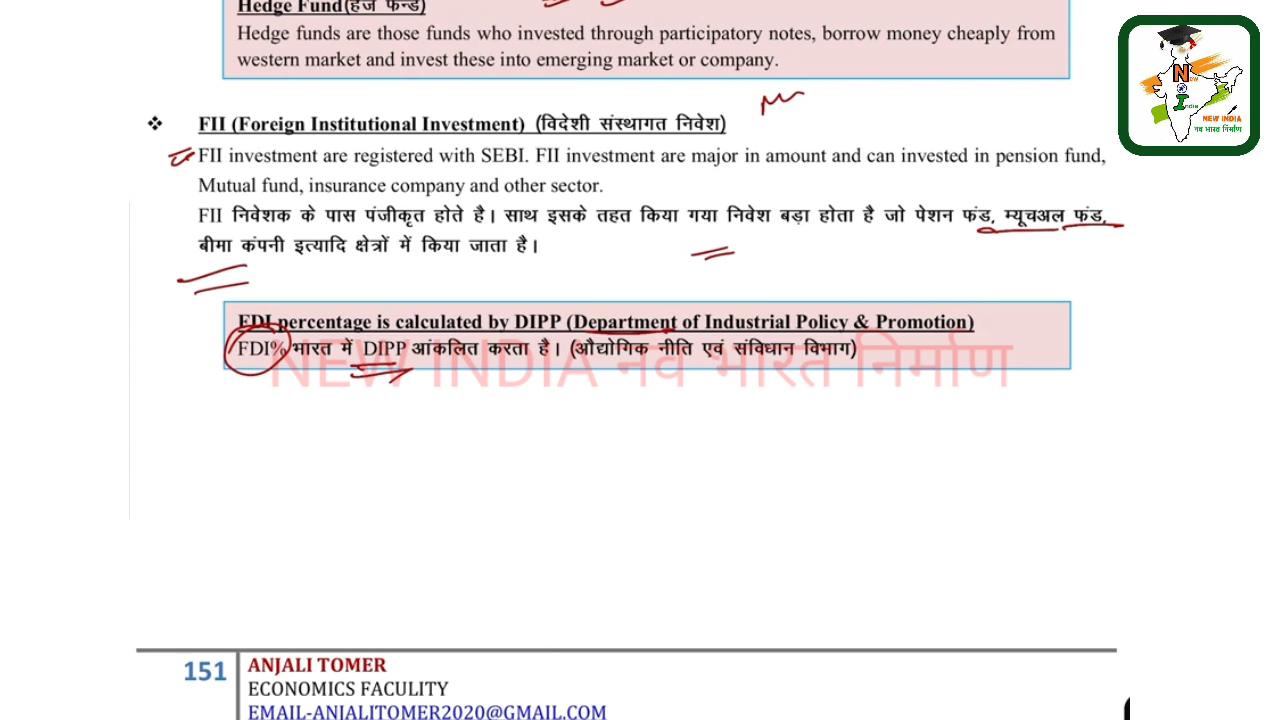 Hedge Fund(हेज फन्ड)
Hedge funds are those funds who invested through participatory notes, borrow money cheaply from
western market and invest these into emerging market or company.
❖ FII (Foreign Institutional Investment) (विदेशी संस्थागत निवेश)
FII investment are registered with SEBI. FII investment are major in amount and can invested in pension fund,
Mutual fund, insurance company and other sector.
FII निवेशक के पास पंजीकृत होते है। साथ इसके तहत किया गया निवेश बड़ा होता है जो पेशन फंड, म्यूचअल फंड,
बीमा कंपनी इत्यादि क्षेत्रों में किया जाता है।
FDI percentage is calculated by DIPP (Department of Industrial Policy & Promotion)
FDI% भारत में DIPP आंकलित करता है। (औद्योगिक नीति एवं संविधान विभाग)
NEW INDIA नव भारत निर्माण
151
ANJALI TOMER
ECONOMICS FACULITY
EMAIL-ANJALITOMER2020@GMAIL.COM
New
India
NEW INDIA
नव भारत निर्माण